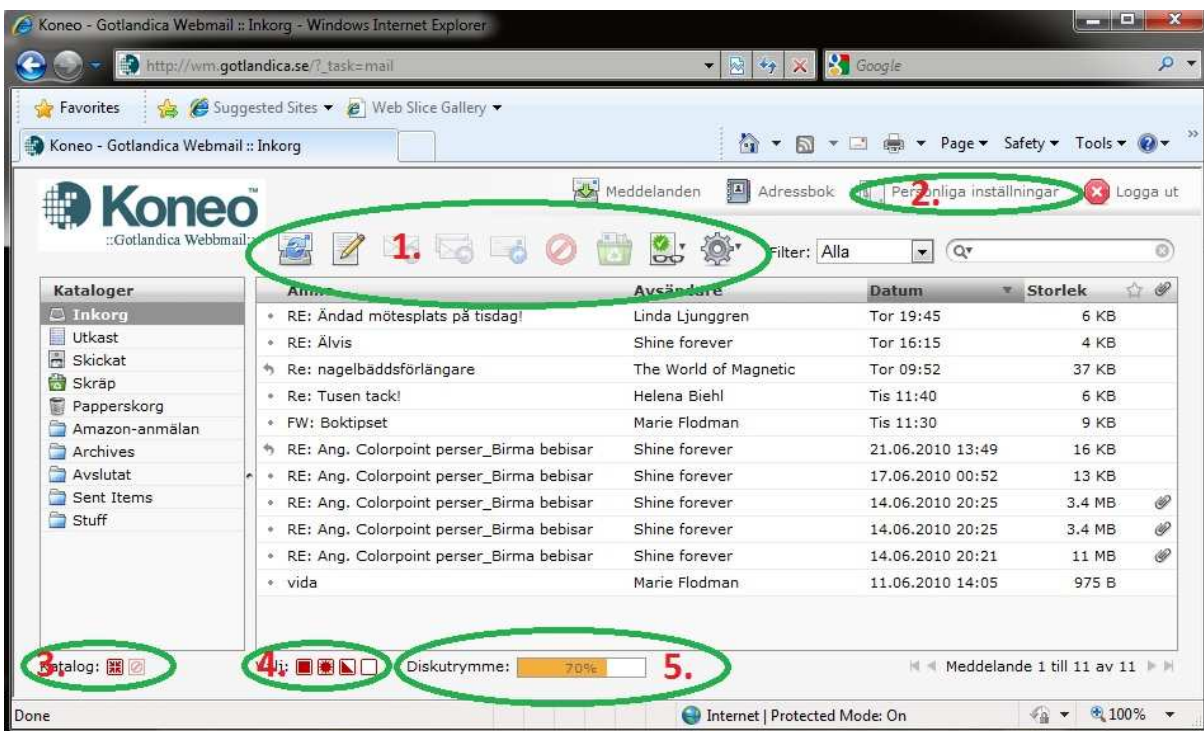 Koneo - Gotlandica Webmail :: Inkorg - Windows Internet Explorer
http://wm.gotlandica.se/?_task=mail
Google
Favorites Suggested Sites Web Slice Gallery
Koneo - Gotlandica Webmail :: Inkorg
Page Safety Tools
Koneo™
::Gotlandica Webbmail::
Meddelanden Adressbok Personliga inställningar Logga ut
2.
1.
Filter: Alla
Kataloger
Inkorg
Utkast
Skickat
Skräp
Papperskorg
Amazon-anmälan
Archives
Avslutat
Sent Items
Stuff
Ämne Avsändare Datum Storlek
RE: Ändad mötesplats på tisdag! Linda Ljunggren Tor 19:45 6 KB
RE: Älvis Shine forever Tor 16:15 4 KB
Re: nagelbäddsförlängare The World of Magnetic Tor 09:52 37 KB
Re: Tusen tack! Helena Biehl Tis 11:40 6 KB
FW: Boktipset Marie Flodman Tis 11:30 9 KB
RE: Ang. Colorpoint perser_Birma bebisar Shine forever 21.06.2010 13:49 16 KB
RE: Ang. Colorpoint perser_Birma bebisar Shine forever 17.06.2010 00:52 13 KB
RE: Ang. Colorpoint perser_Birma bebisar Shine forever 14.06.2010 20:25 3.4 MB
RE: Ang. Colorpoint perser_Birma bebisar Shine forever 14.06.2010 20:25 3.4 MB
RE: Ang. Colorpoint perser_Birma bebisar Shine forever 14.06.2010 20:21 11 MB
vida Marie Flodman 11.06.2010 14:05 975 B
3.
Katalog:
4.
Välj:
Diskutrymme: 70%
5.
Meddelande 1 till 11 av 11
Done Internet | Protected Mode: On 100%